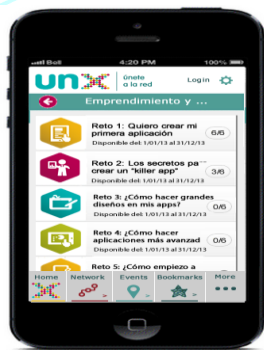 Bell 4:20 PM 100%
unx únete a la red Login
Emprendimiento y ...
Reto 1: Quiero crear mi
primera aplicación 6/6
Disponible del: 1/01/13 al 31/12/13
Reto 2: Los secretos pa
crear un "killer app" 3/6
Disponible del: 1/01/13 al 31/12/13
Reto 3: ¿Cómo hacer grandes
diseños en mis apps? 0/6
Disponible del: 1/01/13 al 31/12/13
Reto 4: ¿Cómo hacer
aplicaciones más avanzad 0/6
Disponible del: 1/01/13 al 31/12/13
Reto 5: ¿Cómo empiezo a
Home Network Events Bookmarks More